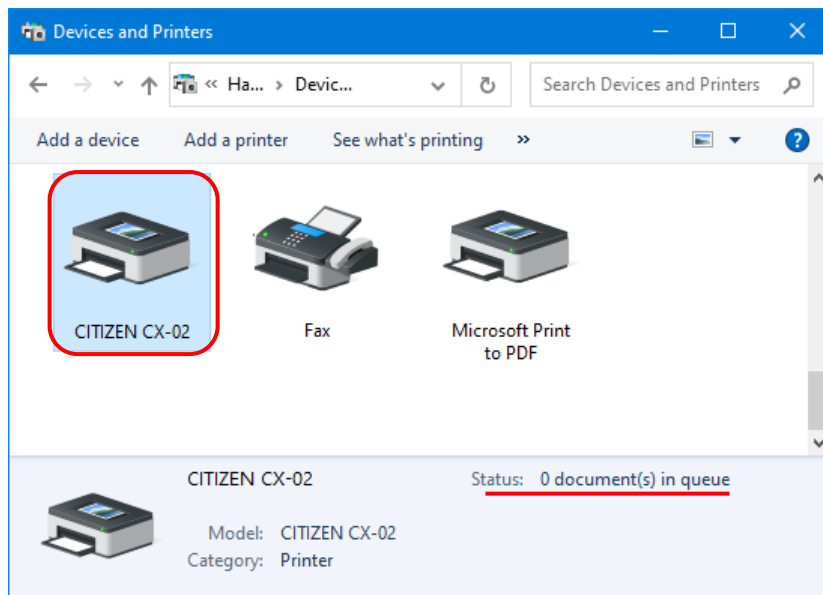 Devices and Printers
« Ha... › Devic... Search Devices and Printers
Add a device Add a printer See what's printing »
CITIZEN CX-02 Fax Microsoft Print
to PDF
CITIZEN CX-02 Status: 0 document(s) in queue
Model: CITIZEN CX-02
Category: Printer